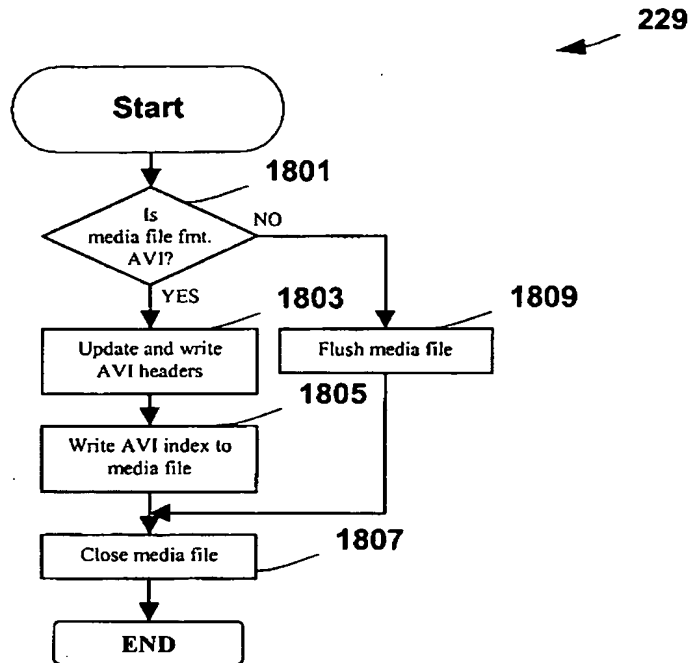 229
Start
1801
Is
media file fmt.
AVI?
NO
YES
1803
Update and write
AVI headers
1809
Flush media file
1805
Write AVI index to
media file
1807
Close media file
END